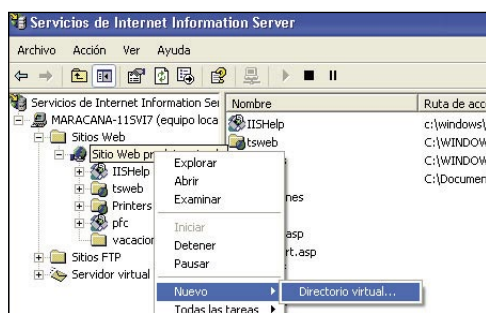 Servicios de Internet Information Server
Archivo Acción Ver Ayuda
Servicios de Internet Information Ser
Nombre
Ruta de acc
MARACANA-11SVI7 (equipo loca
IISHelp
c:\windows\
Sitios Web
tsweb
C:\WINDOW
Sitio Web pr
C:\WINDOW
IISHelp
C:\Documen
tsweb
Printers
pfc
vacacion
Sitios FTP
Servidor virtual
nes
asp
rt.asp
Explorar
Abrir
Examinar
Iniciar
Detener
Pausar
Nuevo
Directorio virtual...
Todas las tareas